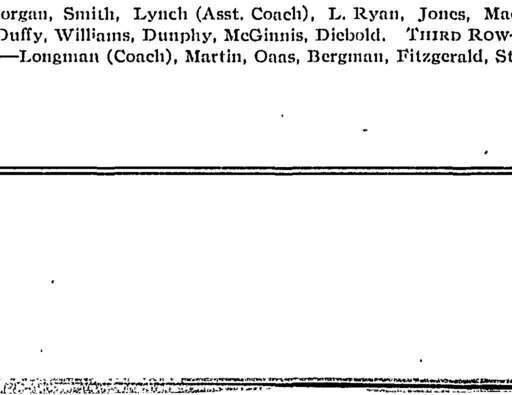 organ, Smith, Lynch (Asst. Coach), L. Ryan, Jones, Ma
Duffy, Williams, Dunphy, McGinnis, Diebold. THIRD ROW-
—Longman (Coach), Martin, Oaas, Bergman, Fitzgerald, St